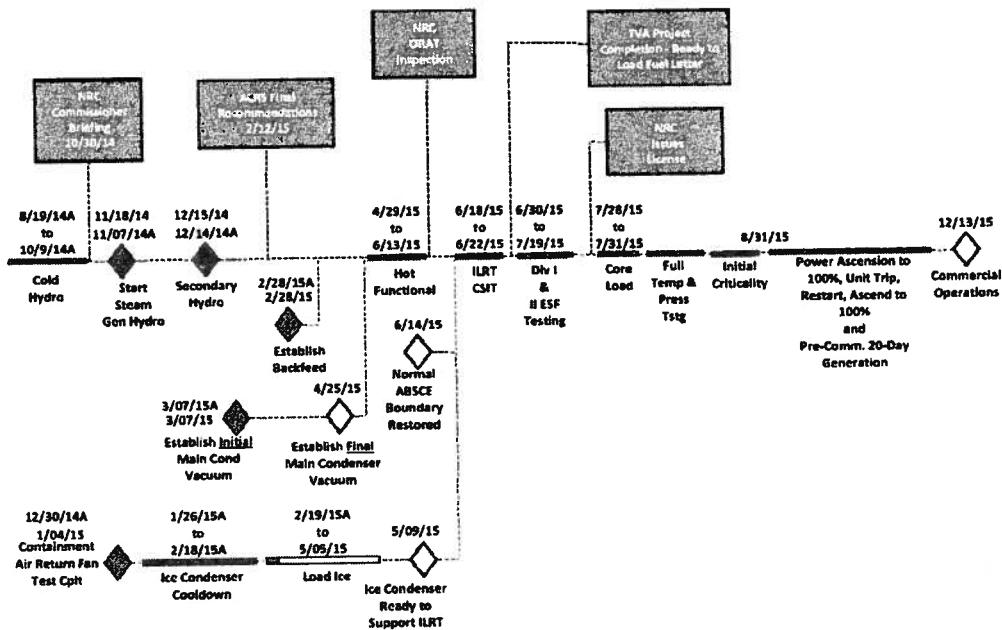 NRC
Commissioner
Briefing
10/30/14
ACRS Final
Recommendations
2/12/15
NRC
ORAT
Inspection
TVA Project
Completion - Ready to
Load Fuel Letter
NRC
Issues
License
8/19/14A
to
10/9/14A
Cold
Hydro
11/18/14
11/07/14A
Start
Steam
Gen Hydro
12/15/14
12/14/14A
Secondary
Hydro
2/28/15A
2/28/15
Establish
Backfeed
4/29/15
to
6/13/15
Hot
Functional
6/18/15
to
6/22/15
ILRT
CSIT
6/30/15
to
7/19/15
Div I
&
II ESF
Testing
7/28/15
to
7/31/15
Core
Load
Full
Temp &
Press
Tstg
8/31/15
Initial
Criticality
Power Ascension to
100%, Unit Trip,
Restart, Ascend to
100%
and
Pre-Comm. 20-Day
Generation
12/13/15
Commercial
Operations
6/14/15
Normal
ABSCE
Boundary
Restored
3/07/15A
3/07/15
Establish Initial
Main Cond
Vacuum
4/25/15
Establish Final
Main Condenser
Vacuum
12/30/14A
1/04/15
Containment
Air Return Fan
Test Cplt
1/26/15A
to
2/18/15A
Ice Condenser
Cooldown
2/19/15A
to
5/05/15
Load Ice
5/09/15
Ice Condenser
Ready to
Support ILRT